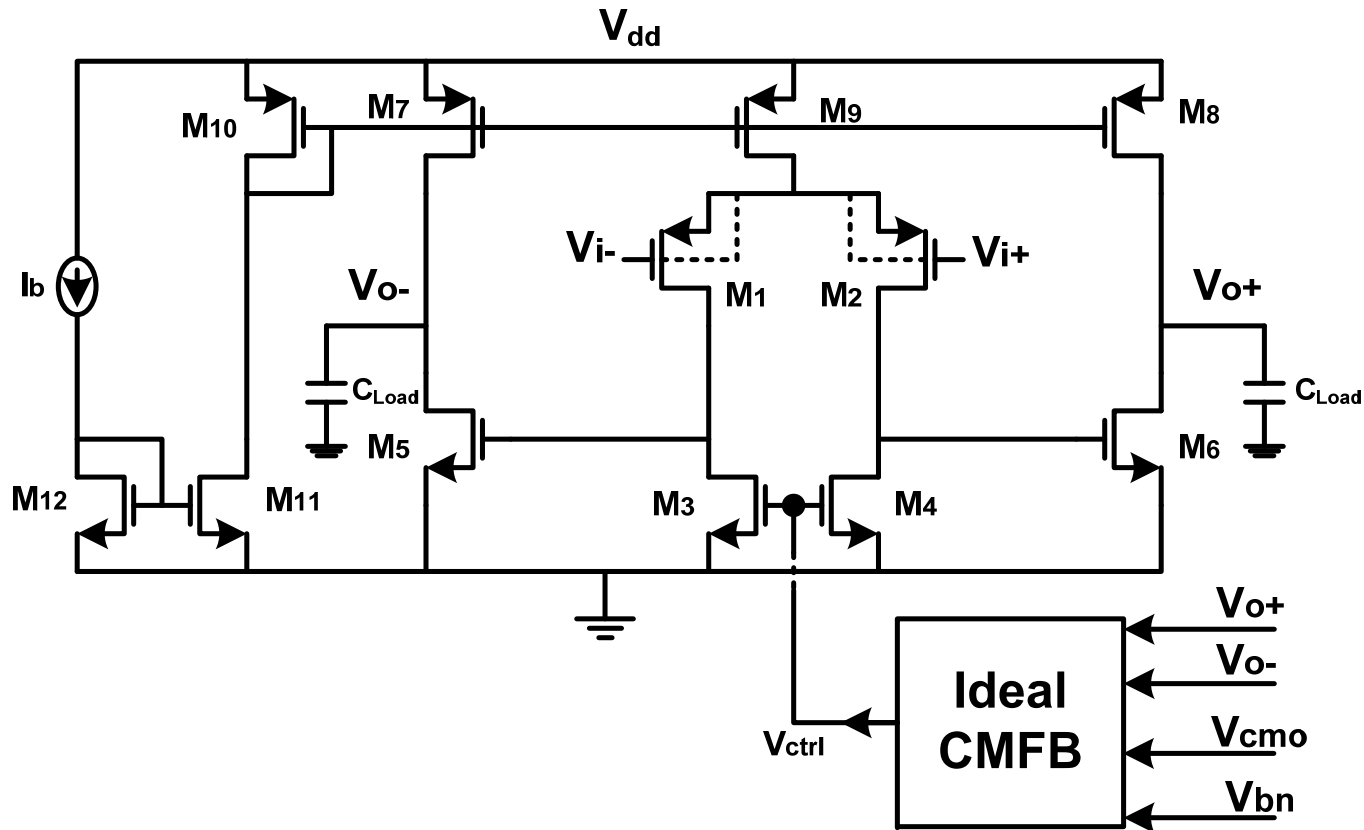 Vdd
M10
M7
M9
M8
Vi-
Vi+
M1
M2
Ib
Vo-
Vo+
CLoad
CLoad
M5
M6
M12
M11
M3
M4
Vctrl
Ideal
CMFB
Vo+
Vo-
Vcmo
Vbn